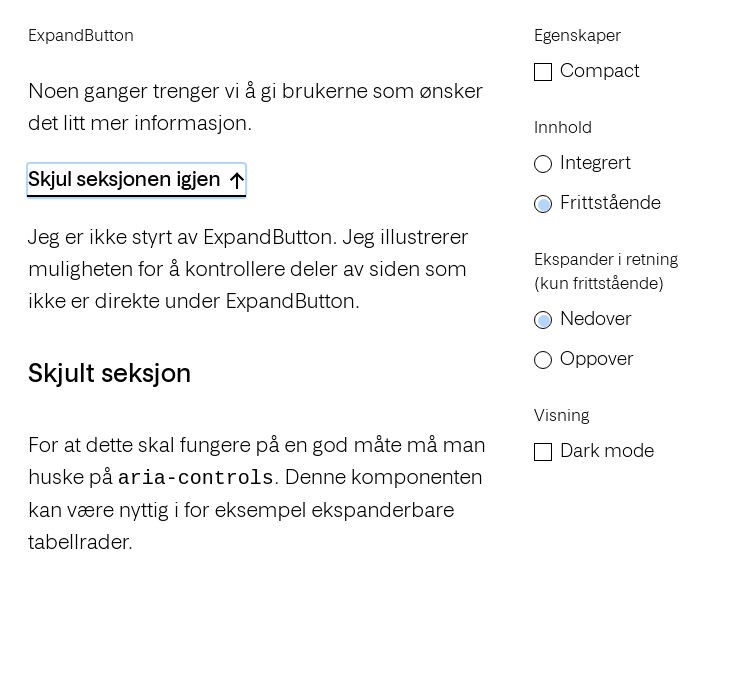 ExpandButton
Noen ganger trenger vi å gi brukerne som ønsker
det litt mer informasjon.
Skjul seksjonen igjen ↑
Jeg er ikke styrt av ExpandButton. Jeg illustrerer
muligheten for å kontrollere deler av siden som
ikke er direkte under ExpandButton.
Skjult seksjon
For at dette skal fungere på en god måte må man
huske på aria-controls. Denne komponenten
kan være nyttig i for eksempel ekspanderbare
tabellrader.
Egenskaper
Compact
Innhold
Integrert
Frittstående
Ekspander i retning
(kun frittstående)
Nedover
Oppover
Visning
Dark mode